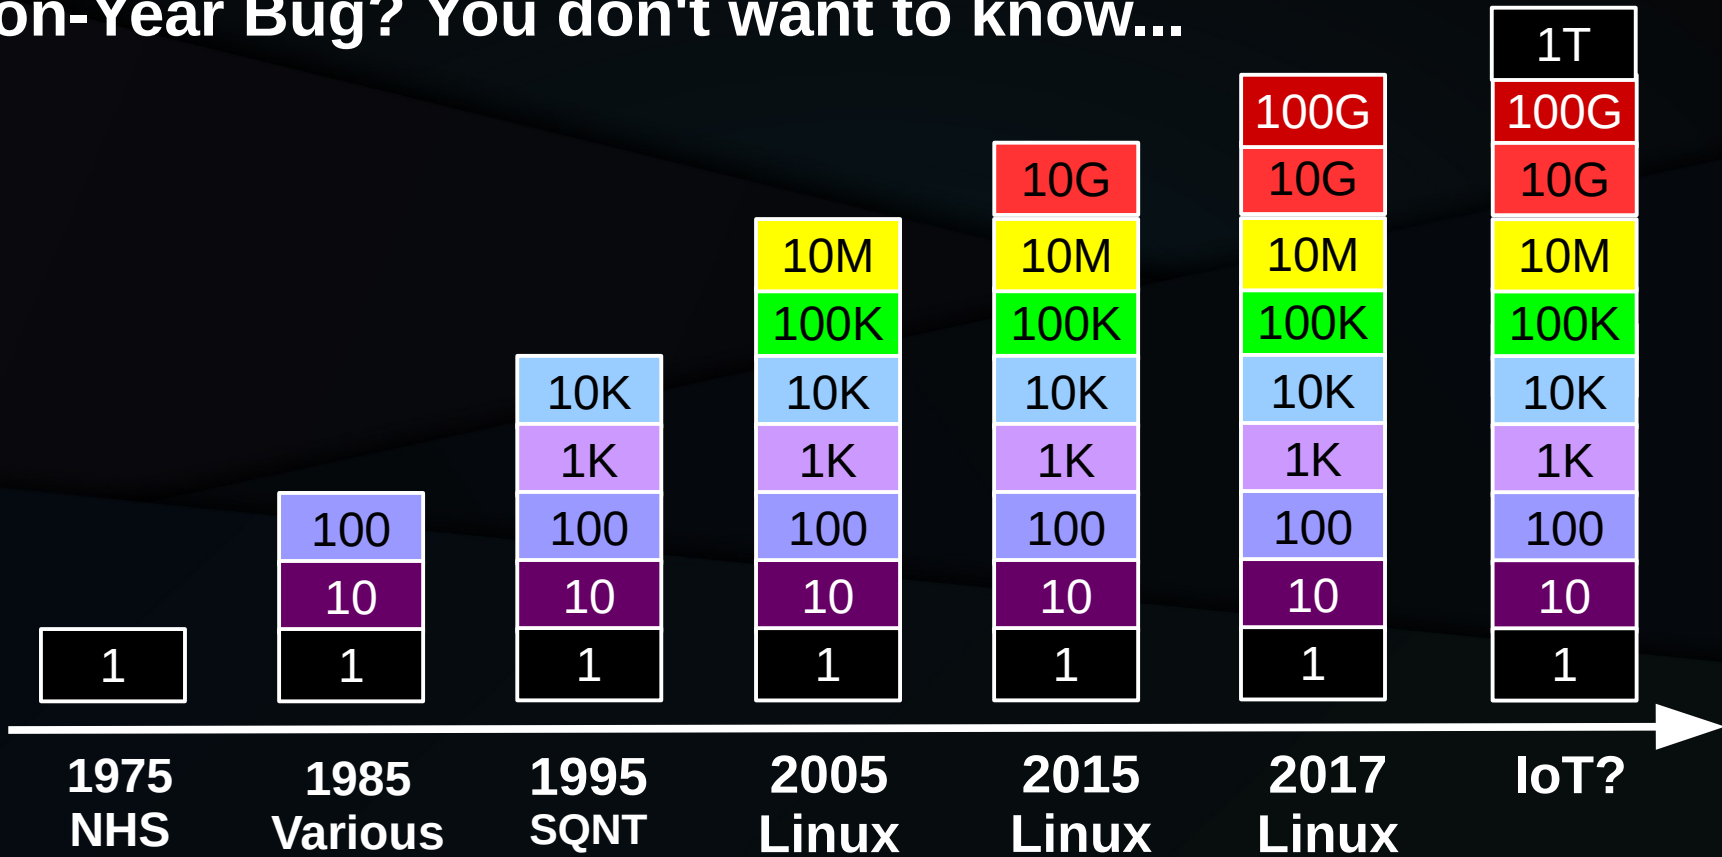 on-Year Bug? You don't want to know...
1T
100G 100G
10G 10G 10G
10M 10M 10M 10M
100K 100K 100K 100K
10K 10K 10K 10K 10K
1K 1K 1K 1K 1K
100 100 100 100 100 100
10 10 10 10 10 10
1 1 1 1 1 1 1
1975 1985 1995 2005 2015 2017 IoT?
NHS Various SQNT Linux Linux Linux